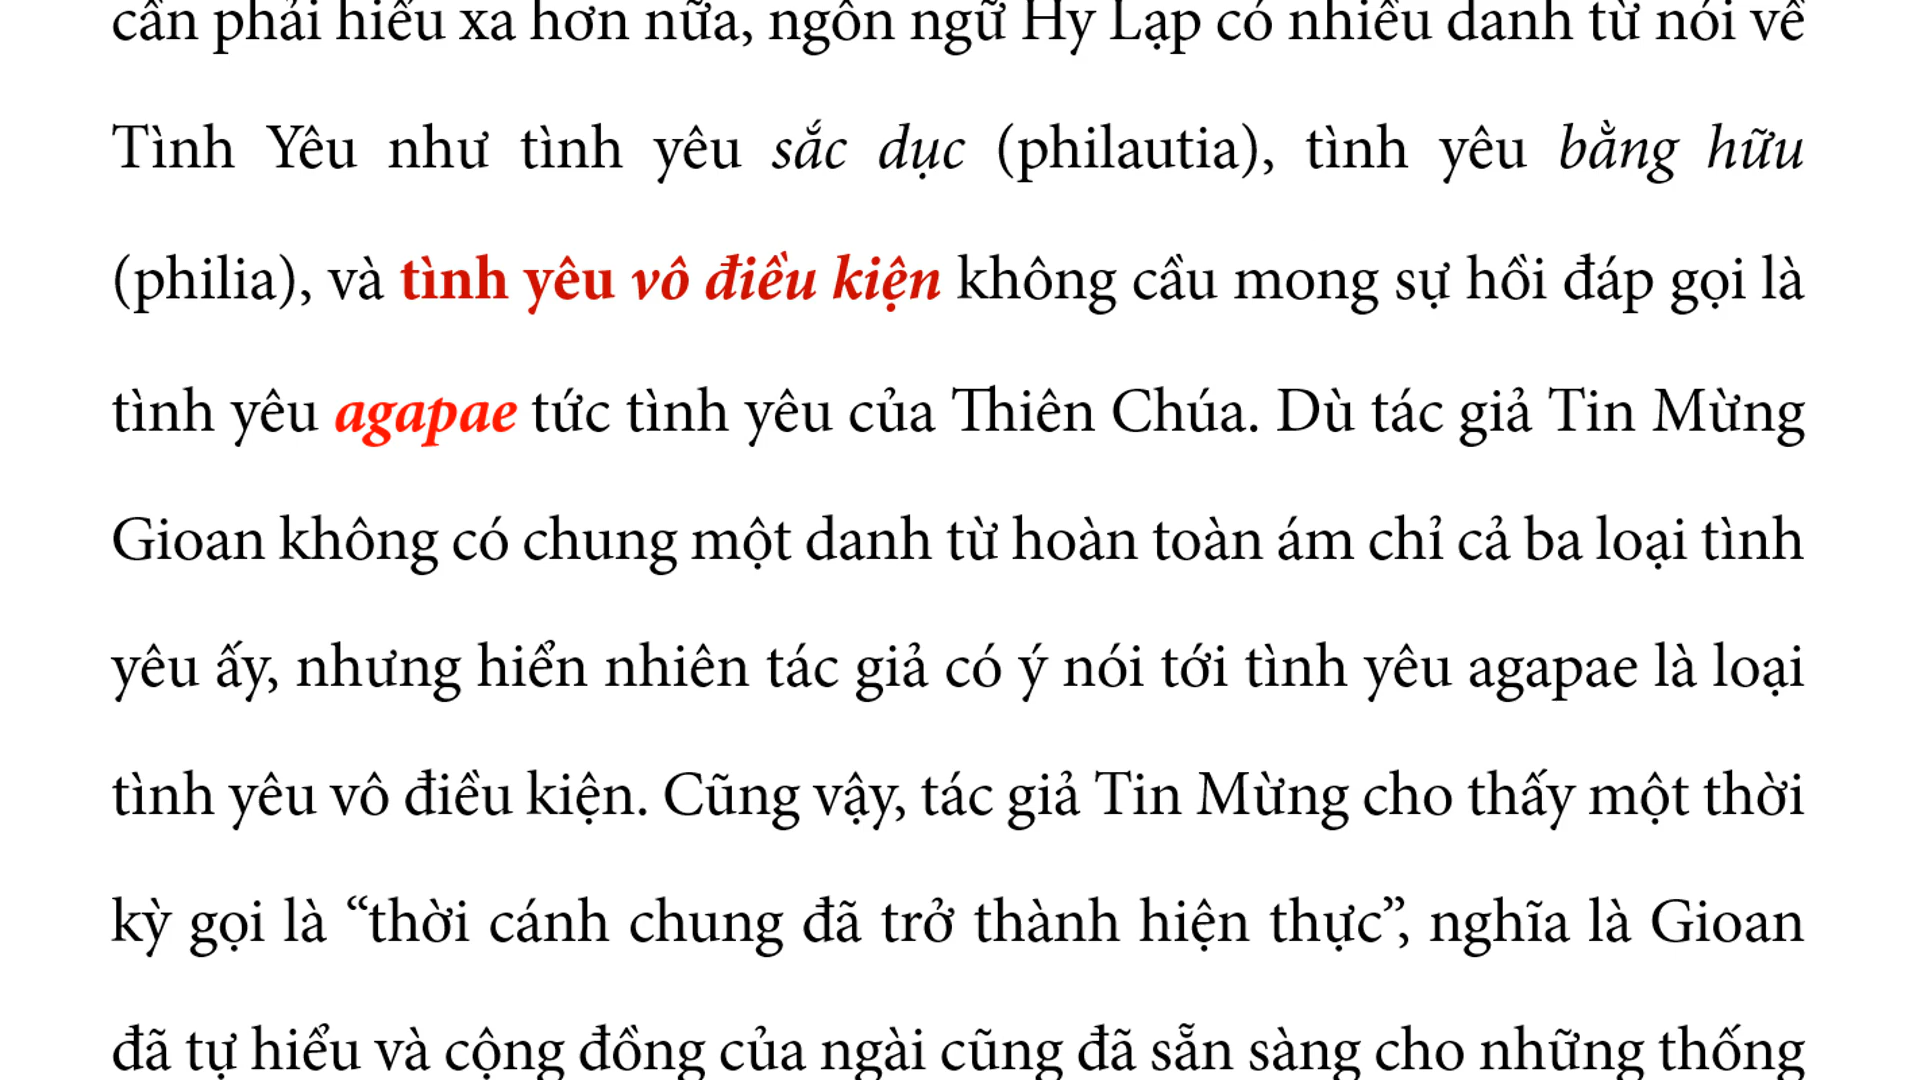 cần phải hiểu xa hơn nữa, ngôn ngữ Hy Lạp có nhiều danh từ nói về
Tình Yêu như tình yêu sắc dục (philautia), tình yêu bằng hữu
(philia), và tình yêu vô điều kiện không cầu mong sự hồi đáp gọi là
tình yêu agapae tức tình yêu của Thiên Chúa. Dù tác giả Tin Mừng
Gioan không có chung một danh từ hoàn toàn ám chỉ cả ba loại tình
yêu ấy, nhưng hiển nhiên tác giả có ý nói tới tình yêu agapae là loại
tình yêu vô điều kiện. Cũng vậy, tác giả Tin Mừng cho thấy một thời
kỳ gọi là “thời cánh chung đã trở thành hiện thực”, nghĩa là Gioan
đã tự hiểu và cộng đồng của ngài cũng đã sẵn sàng cho những thống